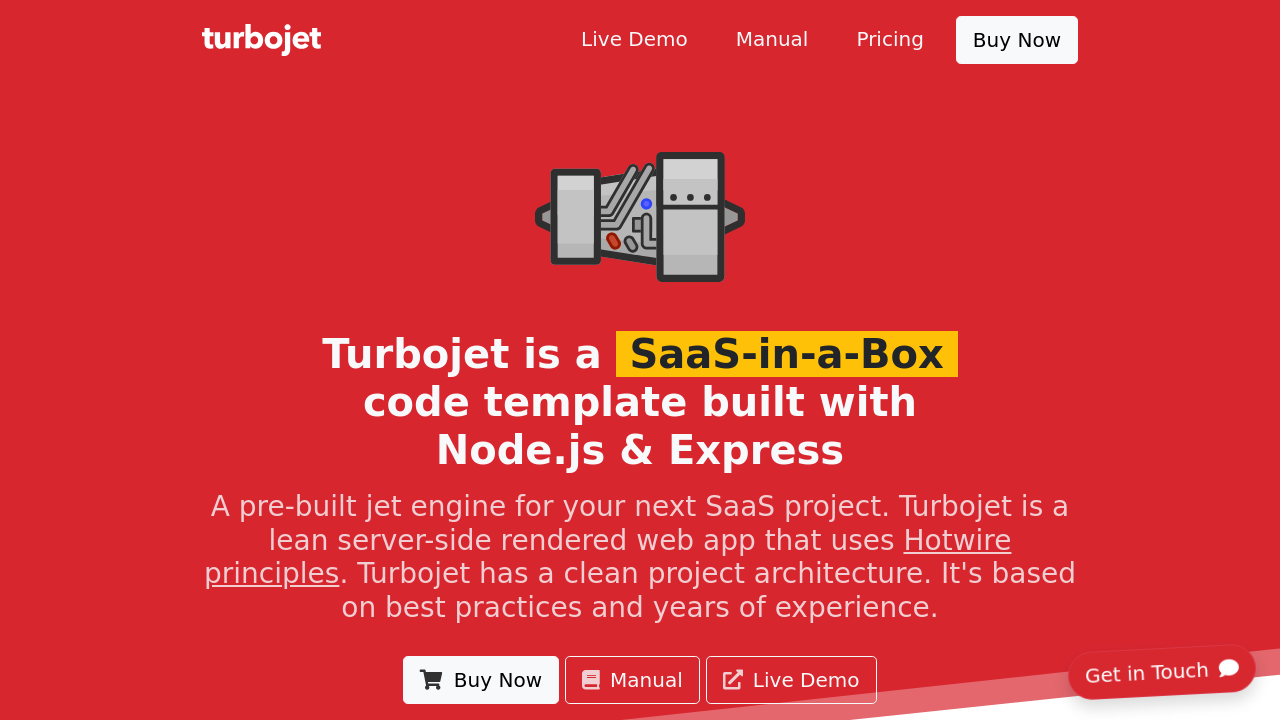 turbojet
Live Demo
Manual
Pricing
Buy Now
Turbojet is a SaaS-in-a-Box
code template built with
Node.js & Express
A pre-built jet engine for your next SaaS project. Turbojet is a
lean server-side rendered web app that uses Hotwire
principles. Turbojet has a clean project architecture. It's based
on best practices and years of experience.
Buy Now
Manual
Live Demo
Get in Touch